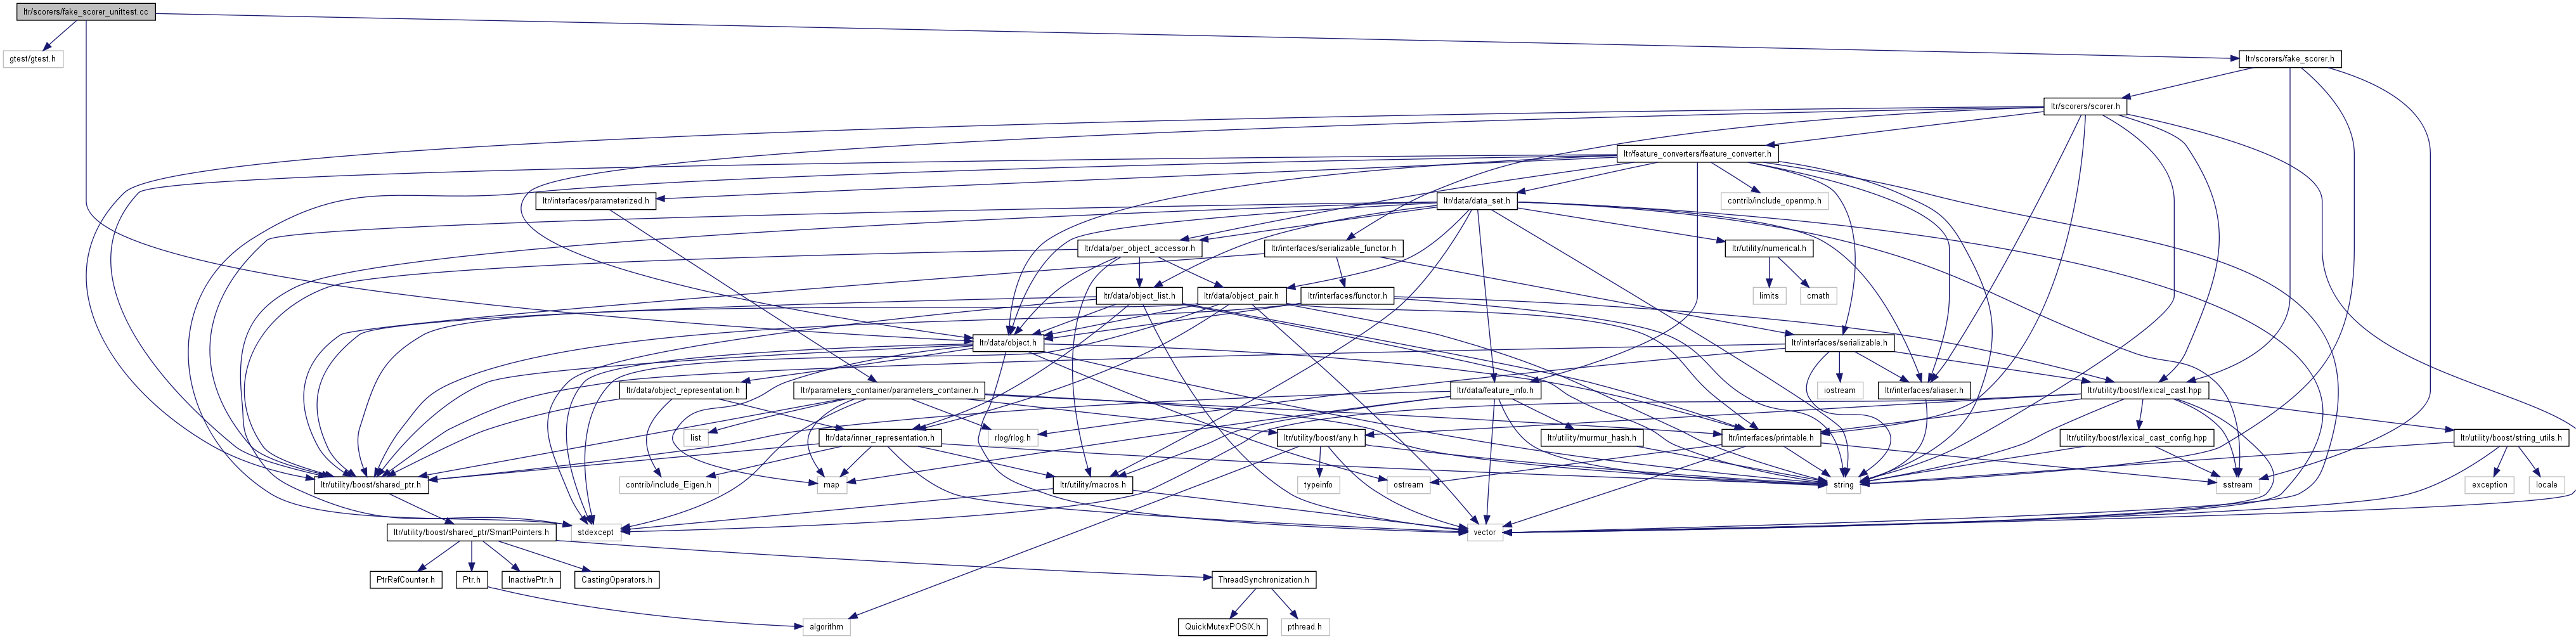 ltr/scorers/fake_scorer_unittest.cc
gtest/gtest.h
ltr/scorers/fake_scorer.h
ltr/scorers/scorer.h
ltr/feature_converters/feature_converter.h
ltr/interfaces/parameterized.h
ltr/data/data_set.h
contrib/include_openmp.h
ltr/data/per_object_accessor.h
ltr/interfaces/serializable_functor.h
ltr/utility/numerical.h
ltr/data/object_list.h
ltr/data/object_pair.h
ltr/interfaces/functor.h
limits
cmath
ltr/data/object.h
ltr/interfaces/serializable.h
ltr/data/object_representation.h
ltr/parameters_container/parameters_container.h
ltr/data/feature_info.h
iostream
ltr/interfaces/aliaser.h
ltr/utility/boost/lexical_cast.hpp
list
ltr/data/inner_representation.h
rlog/rlog.h
ltr/utility/boost/any.h
ltr/utility/murmur_hash.h
ltr/interfaces/printable.h
ltr/utility/boost/lexical_cast_config.hpp
ltr/utility/boost/string_utils.h
ltr/utility/boost/shared_ptr.h
contrib/include_Eigen.h
map
ltr/utility/macros.h
typeinfo
ostream
string
sstream
exception
locale
ltr/utility/boost/shared_ptr/SmartPointers.h
stdexcept
vector
PtrRefCounter.h
Ptr.h
InactivePtr.h
CastingOperators.h
ThreadSynchronization.h
algorithm
QuickMutexPOSIX.h
pthread.h